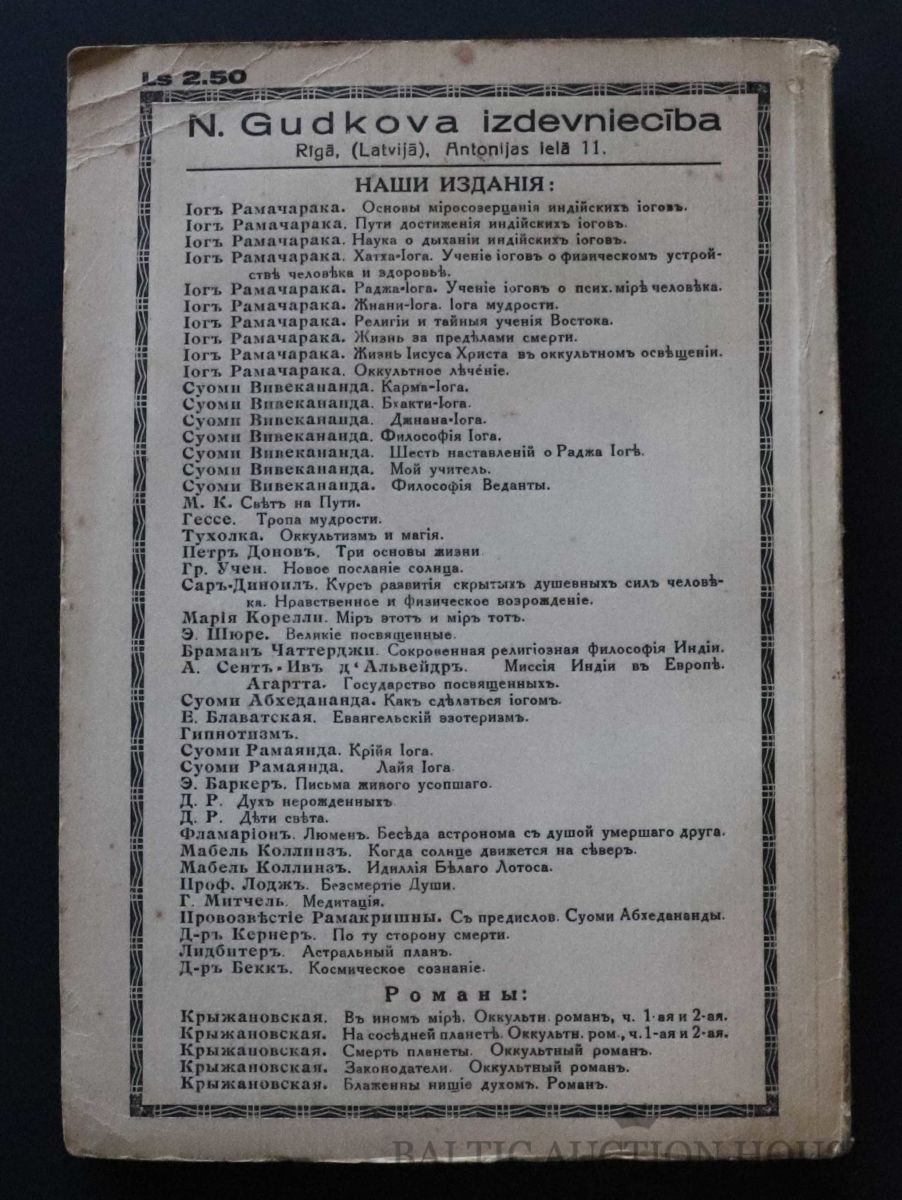 Ls 2.50
N. Gudkova izdevniecība
Rīgā, (Latvijā), Antonijas ielā 11.
НАШИ ИЗДАНІЯ:
Іогъ Рамачарака. Основы міросозерцанія индійскихъ іоговъ.
Іогъ Рамачарака. Пути достиженія индійскихъ іоговъ.
Іогъ Рамачарака. Наука о дыханіи индійскихъ іоговъ.
Іогъ Рамачарака. Хатха-Іога. Ученіе іоговъ о физическомъ устрой-
ствѣ человѣка и здоровьѣ.
Іогъ Рамачарака. Раджа-Іога. Ученіе іоговъ о псих. мірѣ человѣка.
Іогъ Рамачарака. Жнани-Іога. Іога мудрости.
Іогъ Рамачарака. Религіи и тайныя ученія Востока.
Іогъ Рамачарака. Жизнь за предѣлами смерти.
Іогъ Рамачарака. Жизнь Іисуса Христа въ оккультномъ освѣщеніи.
Іогъ Рамачарака. Оккультное лѣченіе.
Суоми Вивекананда. Карма-Іога.
Суоми Вивекананда. Бхакти-Іога.
Суоми Вивекананда. Джнана-Іога.
Суоми Вивекананда. Философія Іога.
Суоми Вивекананда. Шесть наставленій о Раджа Іогѣ.
Суоми Вивекананда. Мой учитель.
Суоми Вивекананда. Философія Веданты.
М. К. Свѣтъ на Пути.
Гессе. Тропа мудрости.
Тухолка. Оккультизмъ и магія.
Петръ Доновъ. Три основы жизни
Гр. Учен. Новое посланіе солнца.
Саръ-Диноилъ. Курсъ развитія скрытыхъ душевныхъ силъ человѣ-
ка. Нравственное и физическое возрожденіе.
Марія Корелли. Міръ этотъ и міръ тотъ.
Э. Шюре. Великіе посвященные.
Браманъ Чаттерджи. Сокровенная религіозная философія Индіи.
А. Сентъ-Ивъ д'Альвейдръ. Миссія Индіи въ Европѣ.
Агартта. Государство посвященныхъ.
Суоми Абхедананда. Какъ сдѣлаться іогомъ.
Е. Блаватская. Евангельскій эзотеризмъ.
Гипнотизмъ.
Суоми Рамаянда. Крійя Іога.
Суоми Рамаянда. Лайя Іога
Э. Баркеръ. Письма живого усопшаго.
Д. Р. Духъ нерожденныхъ
Д. Р. Дѣти свѣта.
Фламаріонъ. Люмен. Бесѣда астронома съ душой умершаго друга.
Мабель Коллинзъ. Когда солнце движется на сѣверъ.
Мабель Коллинзъ. Идиллія Бѣлаго Лотоса.
Проф. Лоджъ. Безсмертіе Души.
Г. Митчель. Медитація.
Провозвѣстіе Рамакришны. Съ предислов. Суоми Абхедананды.
Д-ръ Кернеръ. По ту сторону смерти.
Лидбитеръ. Астральный планъ.
Д-ръ Беккъ. Космическое сознаніе.
Романы:
Крыжановская. Въ иномъ мірѣ. Оккультн. романъ, ч. 1-ая и 2-ая.
Крыжановская. На сосѣдней планетѣ. Оккультн. ром., ч. 1-ая и 2-ая.
Крыжановская. Смерть планеты. Оккультный романъ.
Крыжановская. Законодатели. Оккультный романъ.
Крыжановская. Блаженны нищіе духомъ. Романъ.
BALTIC AUCTION HOUSE